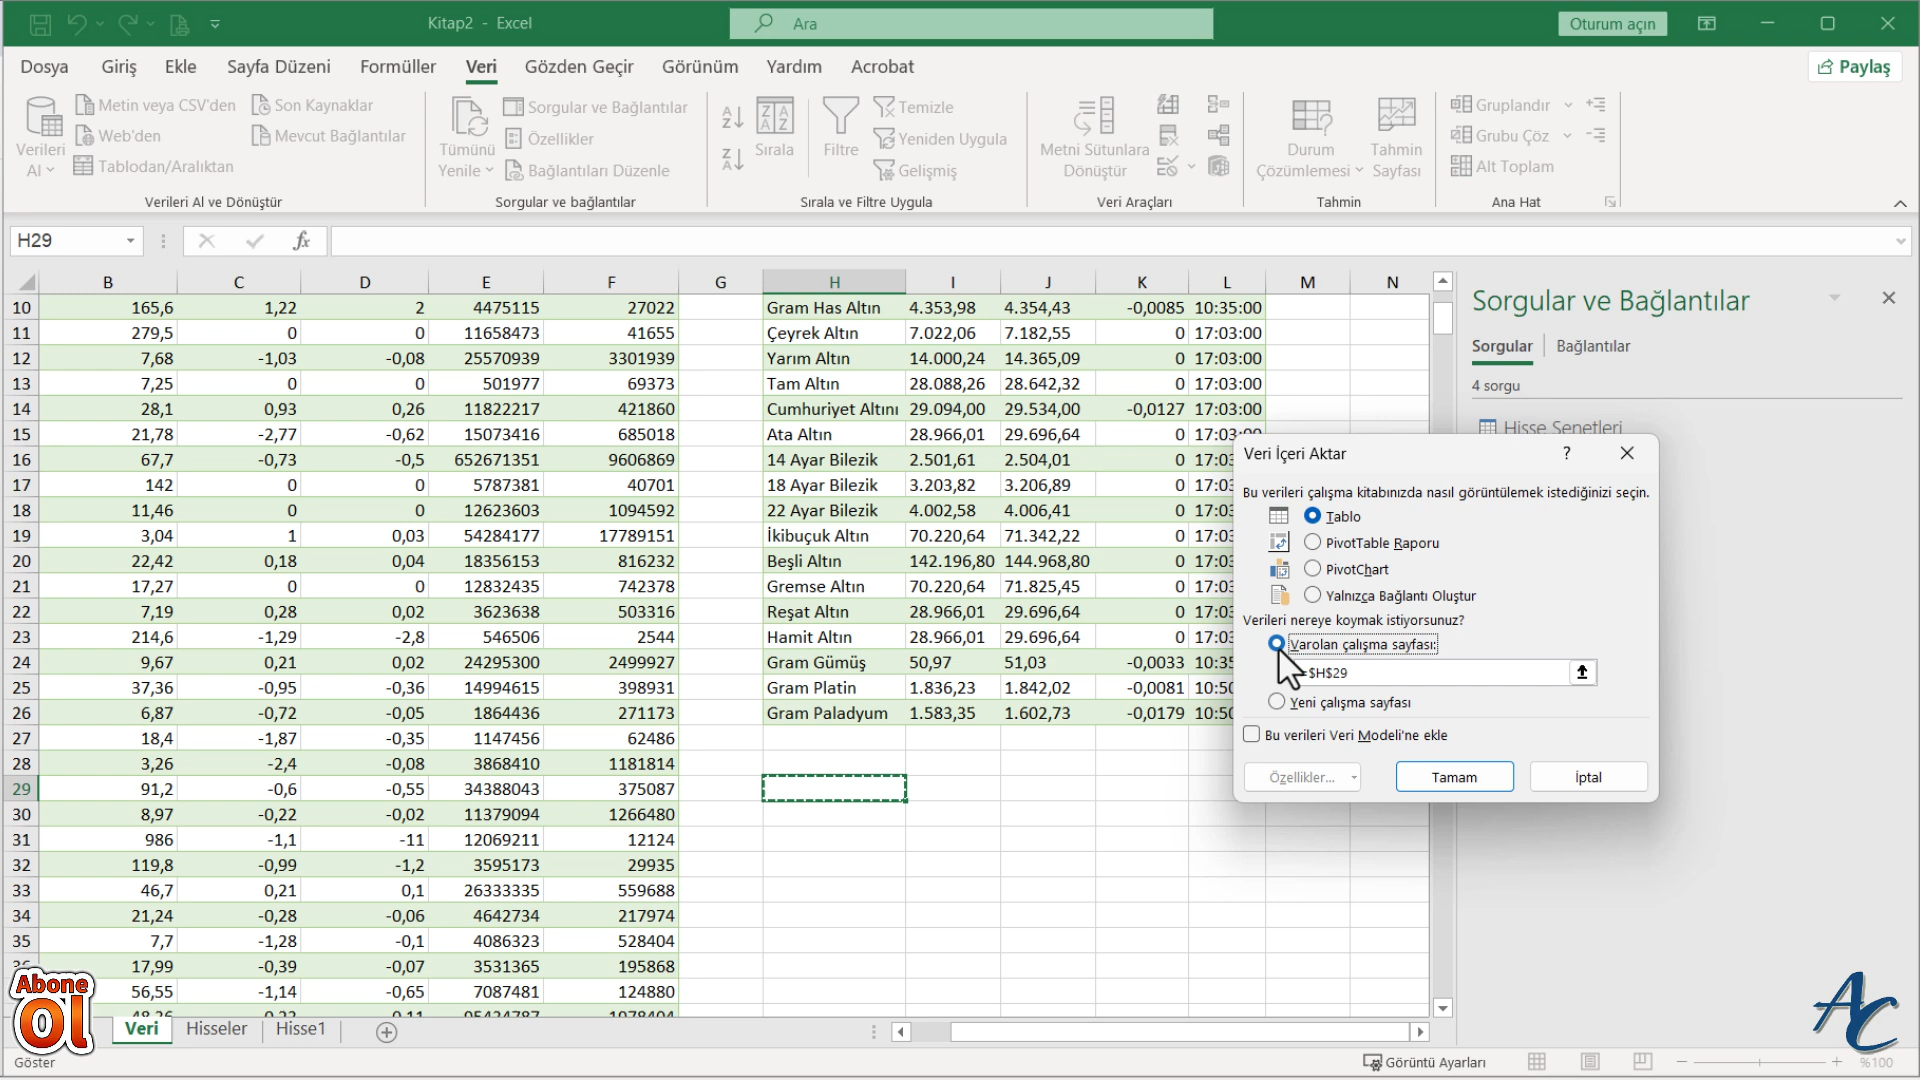 Kitap2 - Excel
Ara
Oturum açın
Dosya Giriş Ekle Sayfa Düzeni Formüller Veri Gözden Geçir Görünüm Yardım Acrobat
Paylaş
Verileri Al
Metin veya CSV'den
Web'den
Tablodan/Aralıktan
Son Kaynaklar
Mevcut Bağlantılar
Verileri Al ve Dönüştür
Tümünü Yenile
Sorgular ve Bağlantılar
Özellikler
Bağlantıları Düzenle
Sorgular ve bağlantılar
Sırala
Filtre
Temizle
Yeniden Uygula
Gelişmiş
Sırala ve Filtre Uygula
Metni Sütunlara Dönüştür
Veri Araçları
Durum Çözümlemesi
Tahmin Sayfası
Tahmin
Gruplandır
Grubu Çöz
Alt Toplam
Ana Hat
H29
fx
B C D E F G H I J K L M N
10 165,6 1,22 2 4475115 27022 Gram Has Altın 4.353,98 4.354,43 -0,0085 10:35:00
11 279,5 0 0 11658473 41655 Çeyrek Altın 7.022,06 7.182,55 0 17:03:00
12 7,68 -1,03 -0,08 25570939 3301939 Yarım Altın 14.000,24 14.365,09 0 17:03:00
13 7,25 0 0 501977 69373 Tam Altın 28.088,26 28.642,32 0 17:03:00
14 28,1 0,93 0,26 11822217 421860 Cumhuriyet Altını 29.094,00 29.534,00 -0,0127 17:03:00
15 21,78 -2,77 -0,62 15073416 685018 Ata Altın 28.966,01 29.696,64 0 17:03:00
16 67,7 -0,73 -0,5 652671351 9606869 14 Ayar Bilezik 2.501,61 2.504,01 0 17:03
17 142 0 0 5787381 40701 18 Ayar Bilezik 3.203,82 3.206,89 0 17:03
18 11,46 0 0 12623603 1094592 22 Ayar Bilezik 4.002,58 4.006,41 0 17:03
19 3,04 1 0,03 54284177 17789151 İkibuçuk Altın 70.220,64 71.342,22 0 17:03
20 22,42 0,18 0,04 18356153 816232 Beşli Altın 142.196,80 144.968,80 0 17:03
21 17,27 0 0 12832435 742378 Gremse Altın 70.220,64 71.825,45 0 17:03
22 7,19 0,28 0,02 3623638 503316 Reşat Altın 28.966,01 29.696,64 0 17:03
23 214,6 -1,29 -2,8 546506 2544 Hamit Altın 28.966,01 29.696,64 0 17:03
24 9,67 0,21 0,02 24295300 2499927 Gram Gümüş 50,97 51,03 -0,0033 10:35
25 37,36 -0,95 -0,36 14994615 398931 Gram Platin 1.836,23 1.842,02 -0,0081 10:50
26 6,87 -0,72 -0,05 1864436 271173 Gram Paladyum 1.583,35 1.602,73 -0,0179 10:50
27 18,4 -1,87 -0,35 1147456 62486
28 3,26 -2,4 -0,08 3868410 1181814
29 91,2 -0,6 -0,55 34388043 375087
30 8,97 -0,22 -0,02 11379094 1266480
31 986 -1,1 -11 12069211 12124
32 119,8 -0,99 -1,2 3595173 29935
33 46,7 0,21 0,1 26333335 559688
34 21,24 -0,28 -0,06 4642734 217974
35 7,7 -1,28 -0,1 4086323 528404
17,99 -0,39 -0,07 3531365 195868
56,55 -1,14 -0,65 7087481 124880
Sorgular ve Bağlantılar
Sorgular Bağlantılar
4 sorgu
Hisse Senetleri
Veri İçeri Aktar ?
Bu verileri çalışma kitabınızda nasıl görüntülemek istediğinizi seçin.
Tablo
PivotTable Raporu
PivotChart
Yalnızca Bağlantı Oluştur
Verileri nereye koymak istiyorsunuz?
Varolan çalışma sayfası:
=$H$29
Yeni çalışma sayfası
Bu verileri Veri Modeli'ne ekle
Özellikler...
Tamam
İptal
Abone
Ol
AC
Veri Hisseler Hisse1
Göster
Görüntü Ayarları
%100